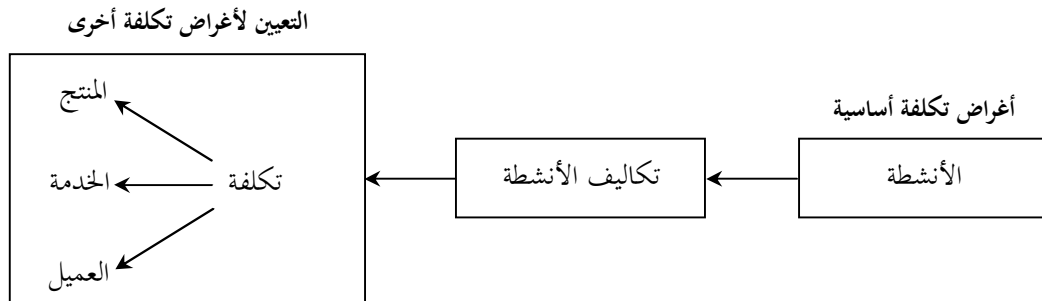 التعيين لأغراض تكلفة أخرى
أغراض تكلفة أساسية
الأنشطة
تكاليف الأنشطة
تكلفة
المنتج
الخدمة
العميل